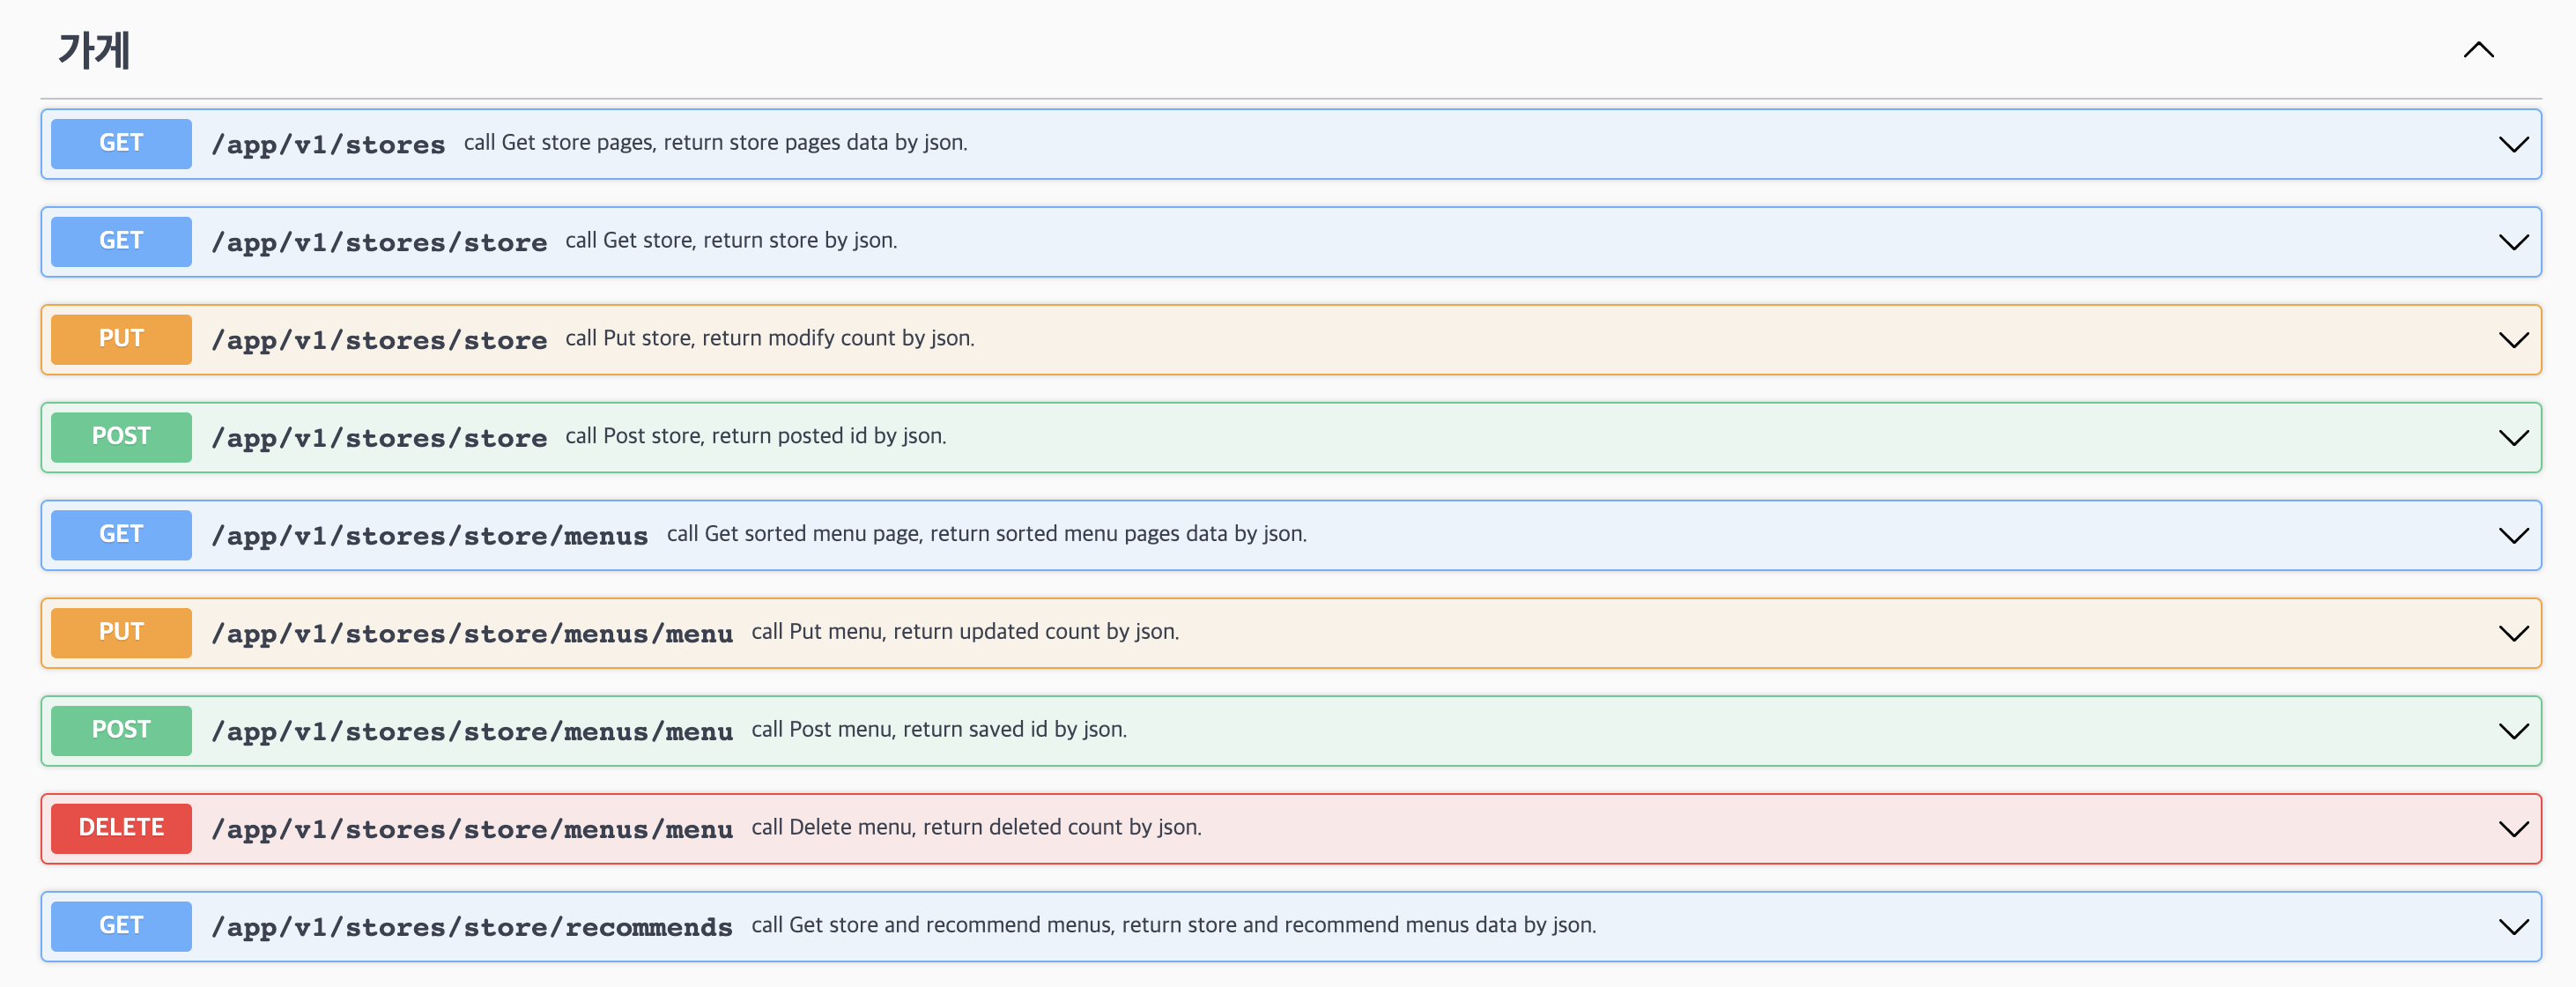 가게
GET /app/v1/stores call Get store pages, return store pages data by json.
GET /app/v1/stores/store call Get store, return store by json.
PUT /app/v1/stores/store call Put store, return modify count by json.
POST /app/v1/stores/store call Post store, return posted id by json.
GET /app/v1/stores/store/menus call Get sorted menu page, return sorted menu pages data by json.
PUT /app/v1/stores/store/menus/menu call Put menu, return updated count by json.
POST /app/v1/stores/store/menus/menu call Post menu, return saved id by json.
DELETE /app/v1/stores/store/menus/menu call Delete menu, return deleted count by json.
GET /app/v1/stores/store/recommends call Get store and recommend menus, return store and recommend menus data by json.